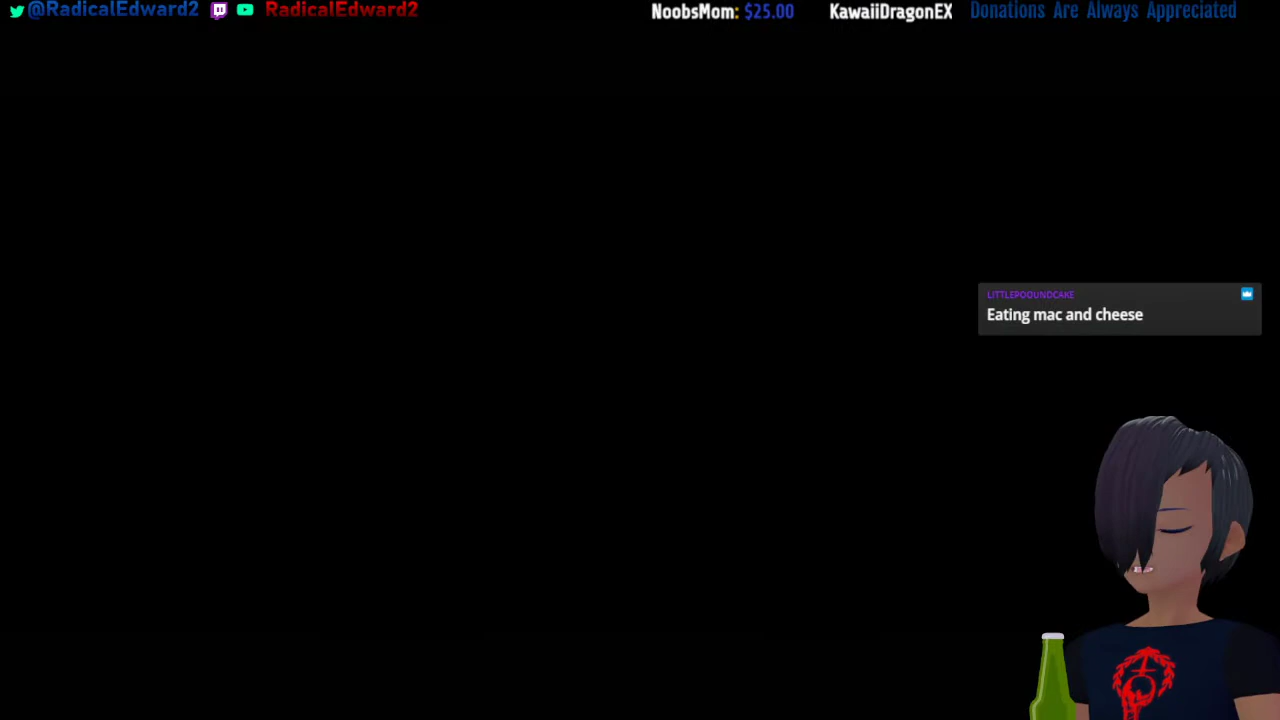 @RadicalEdward2 RadicalEdward2 NoobsMom: $25.00 KawaiiDragonEX Donations Are Always Appreciated
LITTLEPOOUNDCAKE
Eating mac and cheese